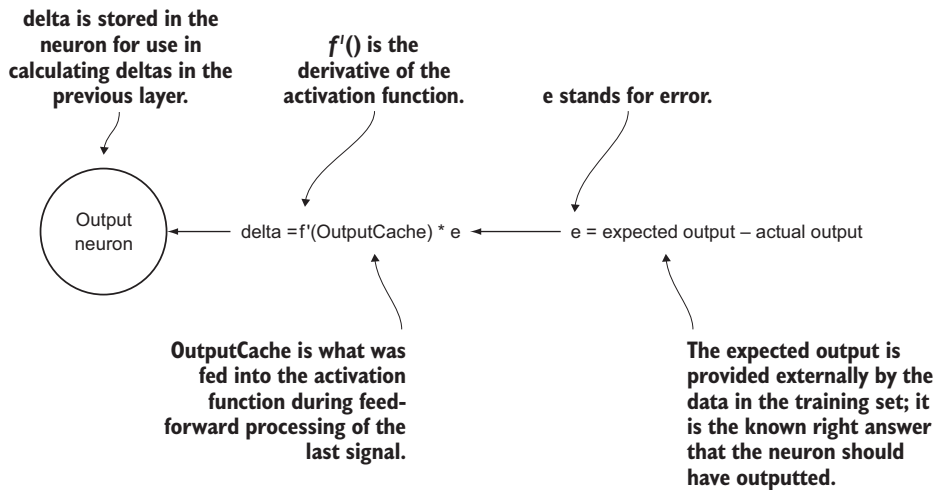 delta is stored in the
neuron for use in
calculating deltas in the
previous layer.
f'() is the
derivative of the
activation function.
e stands for error.
Output
neuron
delta =f'(OutputCache) * e
e = expected output – actual output
OutputCache is what was
fed into the activation
function during feed-
forward processing of the
last signal.
The expected output is
provided externally by the
data in the training set; it
is the known right answer
that the neuron should
have outputted.